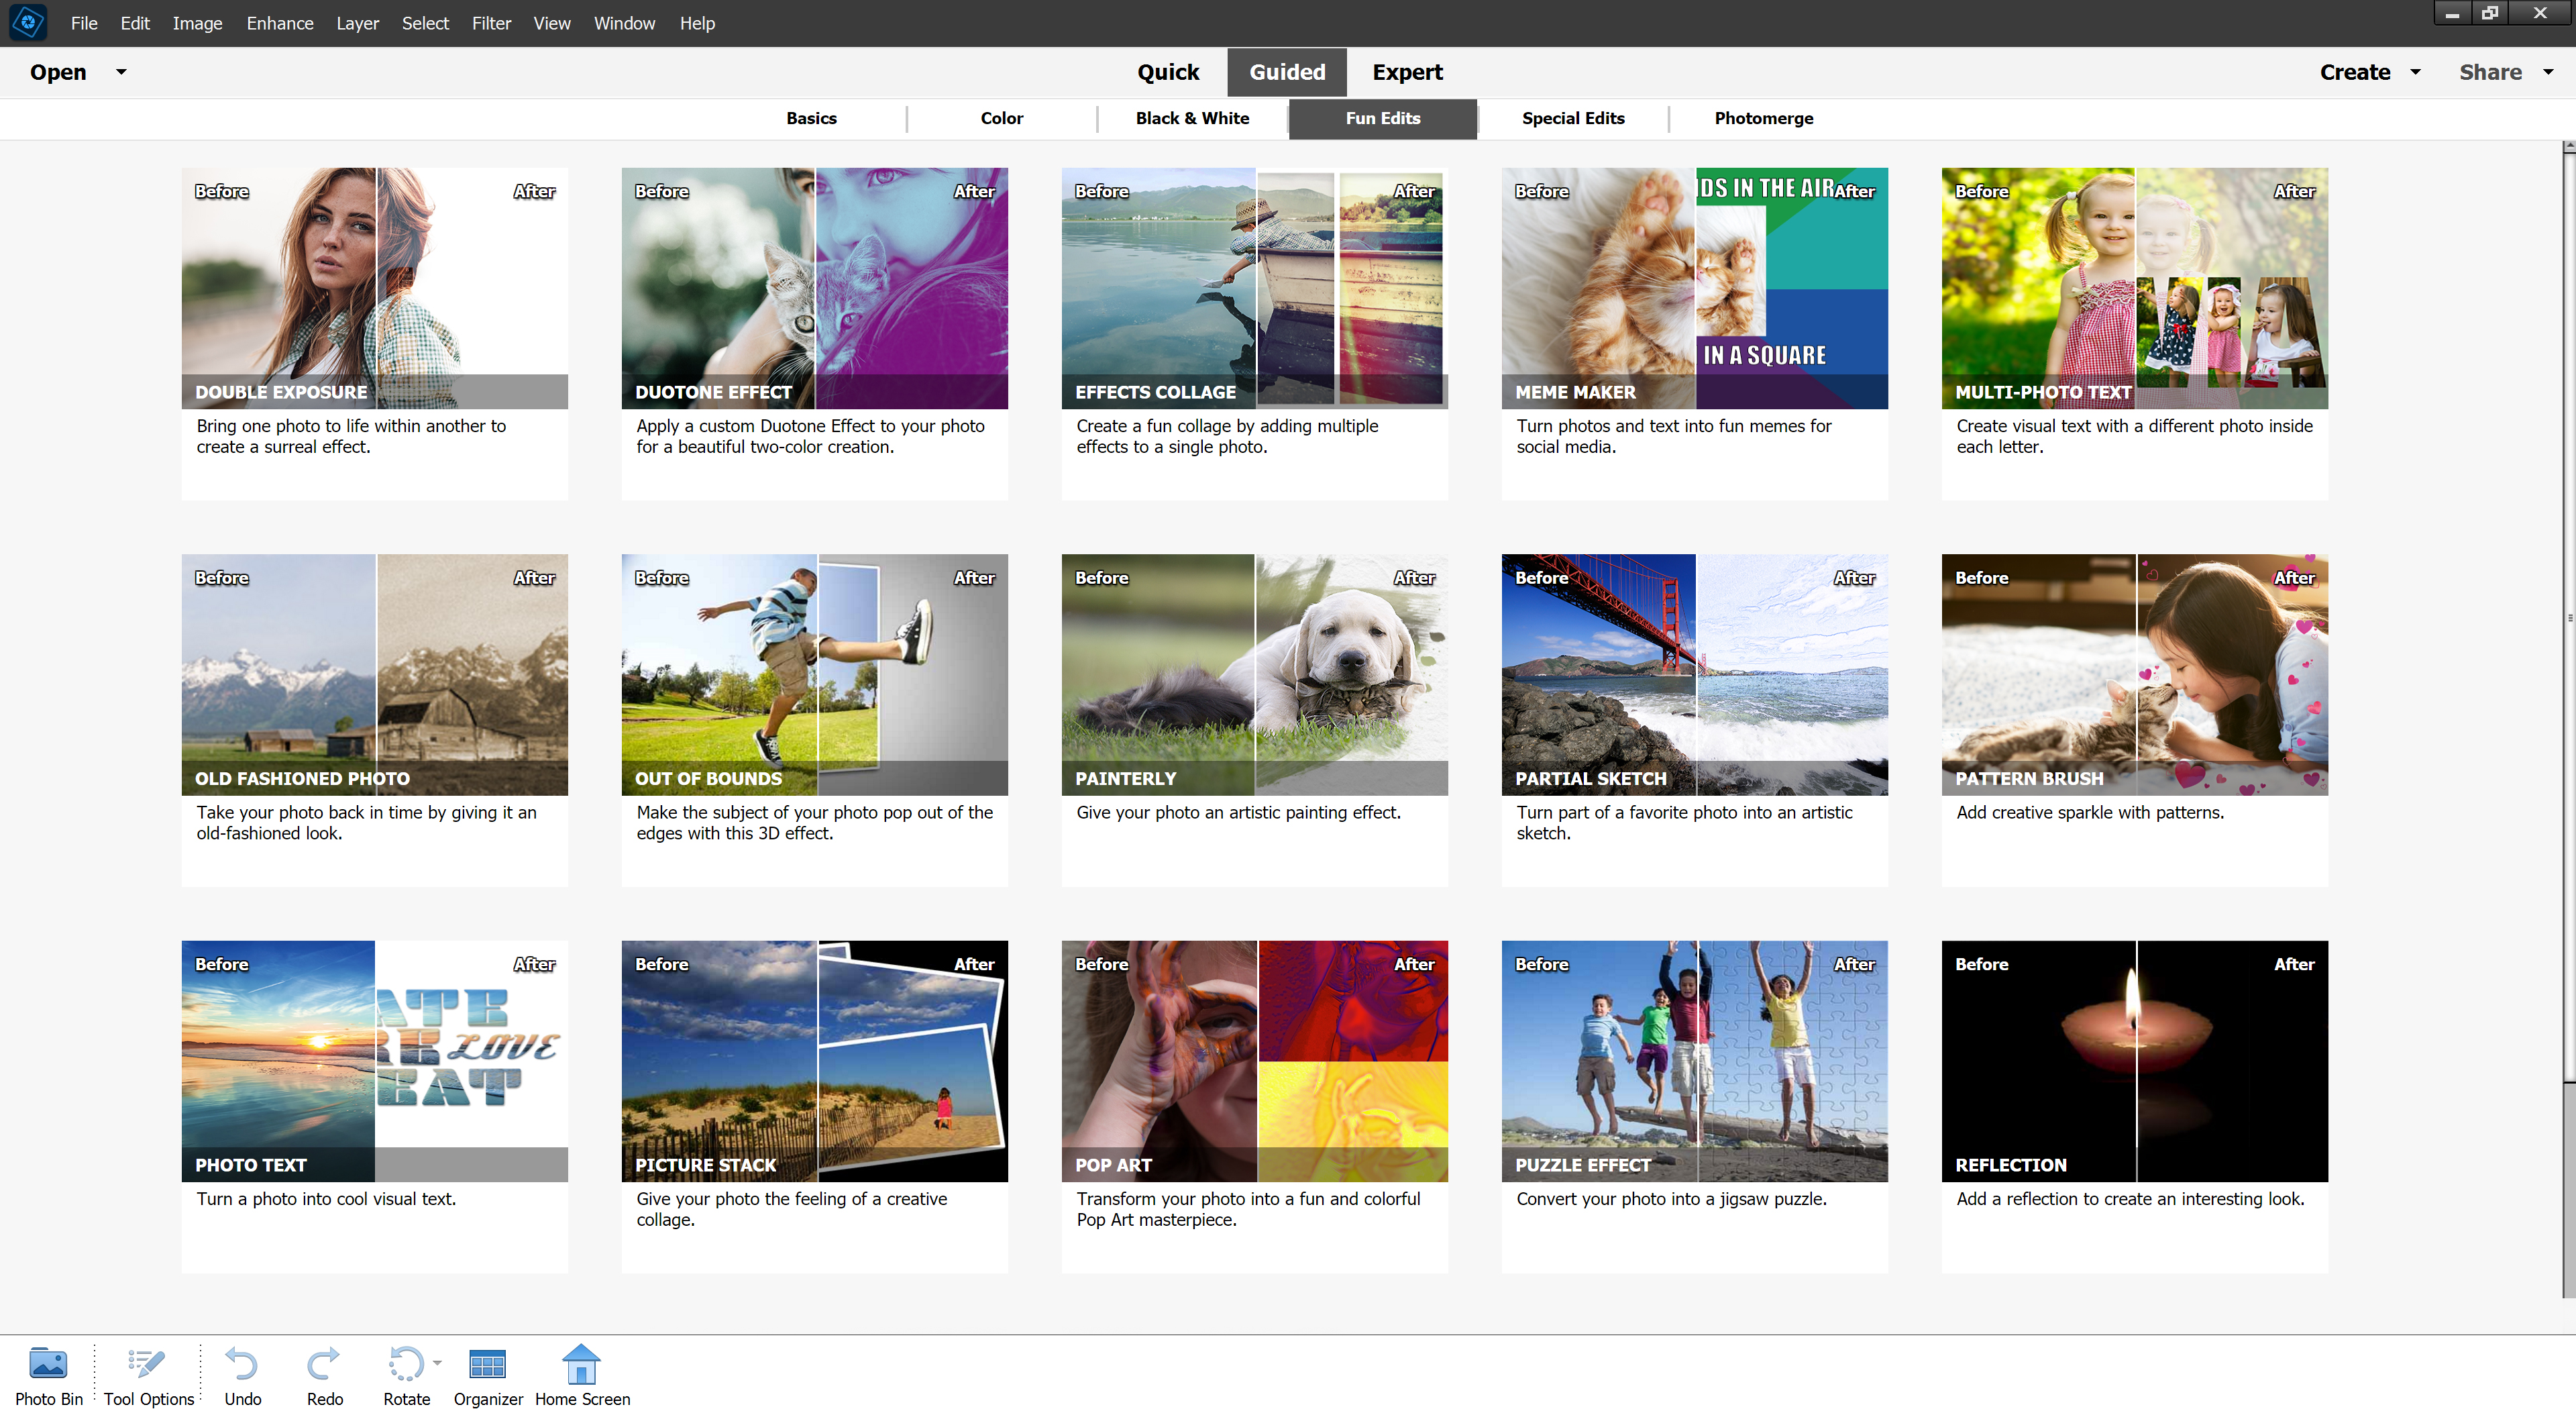 File Edit Image Enhance Layer Select Filter View Window Help
Open Quick Guided Expert Create Share
Basics Color Black & White Fun Edits Special Edits Photomerge
Before After
DOUBLE EXPOSURE
Bring one photo to life within another to
create a surreal effect.
Before After
DUOTONE EFFECT
Apply a custom Duotone Effect to your photo
for a beautiful two-color creation.
Before After
EFFECTS COLLAGE
Create a fun collage by adding multiple
effects to a single photo.
Before After
DS IN THE AIR
IN A SQUARE
MEME MAKER
Turn photos and text into fun memes for
social media.
Before After
MULTI-PHOTO TEXT
Create visual text with a different photo inside
each letter.
Before After
OLD FASHIONED PHOTO
Take your photo back in time by giving it an
old-fashioned look.
Before After
OUT OF BOUNDS
Make the subject of your photo pop out of the
edges with this 3D effect.
Before After
PAINTERLY
Give your photo an artistic painting effect.
Before After
PARTIAL SKETCH
Turn part of a favorite photo into an artistic
sketch.
Before After
PATTERN BRUSH
Add creative sparkle with patterns.
Before After
ATE
RE LOVE
EAT
PHOTO TEXT
Turn a photo into cool visual text.
Before After
PICTURE STACK
Give your photo the feeling of a creative
collage.
Before After
POP ART
Transform your photo into a fun and colorful
Pop Art masterpiece.
Before After
PUZZLE EFFECT
Convert your photo into a jigsaw puzzle.
Before After
REFLECTION
Add a reflection to create an interesting look.
Photo Bin Tool Options Undo Redo Rotate Organizer Home Screen